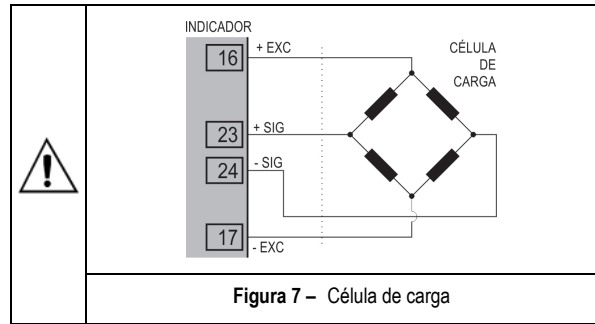 INDICADOR
16
+ EXC
CÉLULA
DE
CARGA
23
+ SIG
24
- SIG
17
- EXC
Figura 7 – Célula de carga